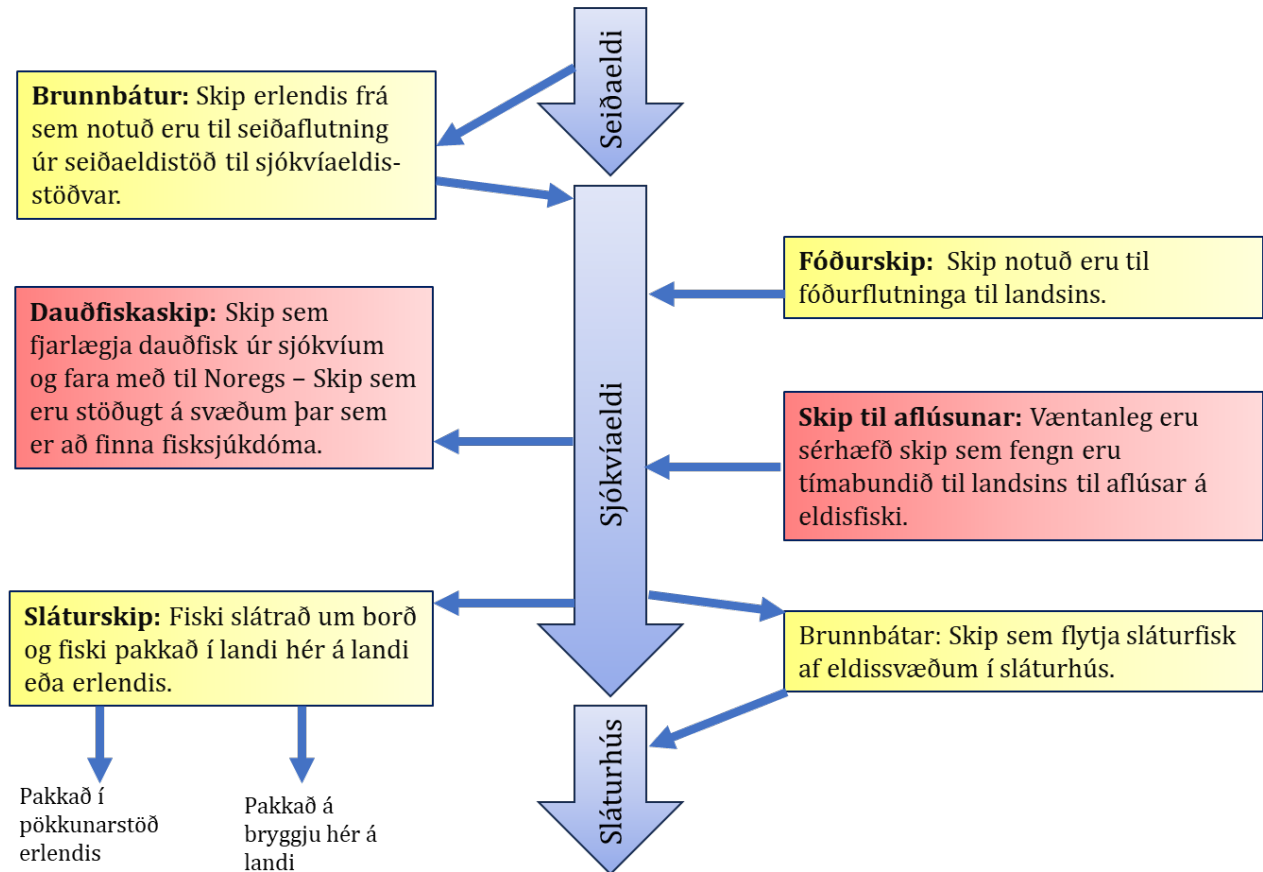 Seiðaeldi
Brunnbátur: Skip erlendis frá
sem notuð eru til seiðaflutning
úr seiðaeldistöð til sjókvíaeldis-
stöðvar.
Fóðurskip: Skip notuð eru til
fóðurflutninga til landsins.
Dauðfiskaskip: Skip sem
fjarlægja dauðfisk úr sjókvíum
og fara með til Noregs – Skip sem
eru stöðugt á svæðum þar sem
er að finna fisksjúkdóma.
Sjókvíaeldi
Skip til aflúsunar: Væntanleg eru
sérhæfð skip sem fengn eru
tímabundið til landsins til aflúsar á
eldisfiski.
Sláturskip: Fiski slátrað um borð
og fiski pakkað í landi hér á landi
eða erlendis.
Brunnbátar: Skip sem flytja sláturfisk
af eldissvæðum í sláturhús.
Sláturhús
Pakkað í
pökkunarstöð
erlendis
Pakkað á
bryggju hér á
landi